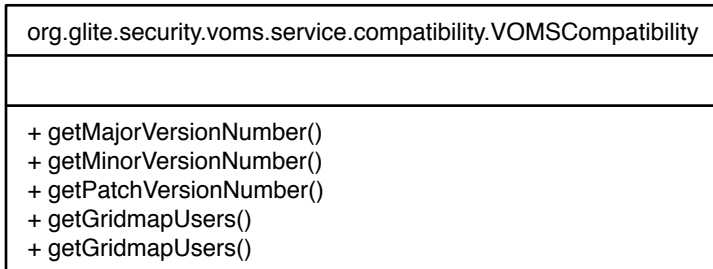 org.glite.security.voms.service.compatibility.VOMSCompatibility
+ getMajorVersionNumber()
+ getMinorVersionNumber()
+ getPatchVersionNumber()
+ getGridmapUsers()
+ getGridmapUsers()